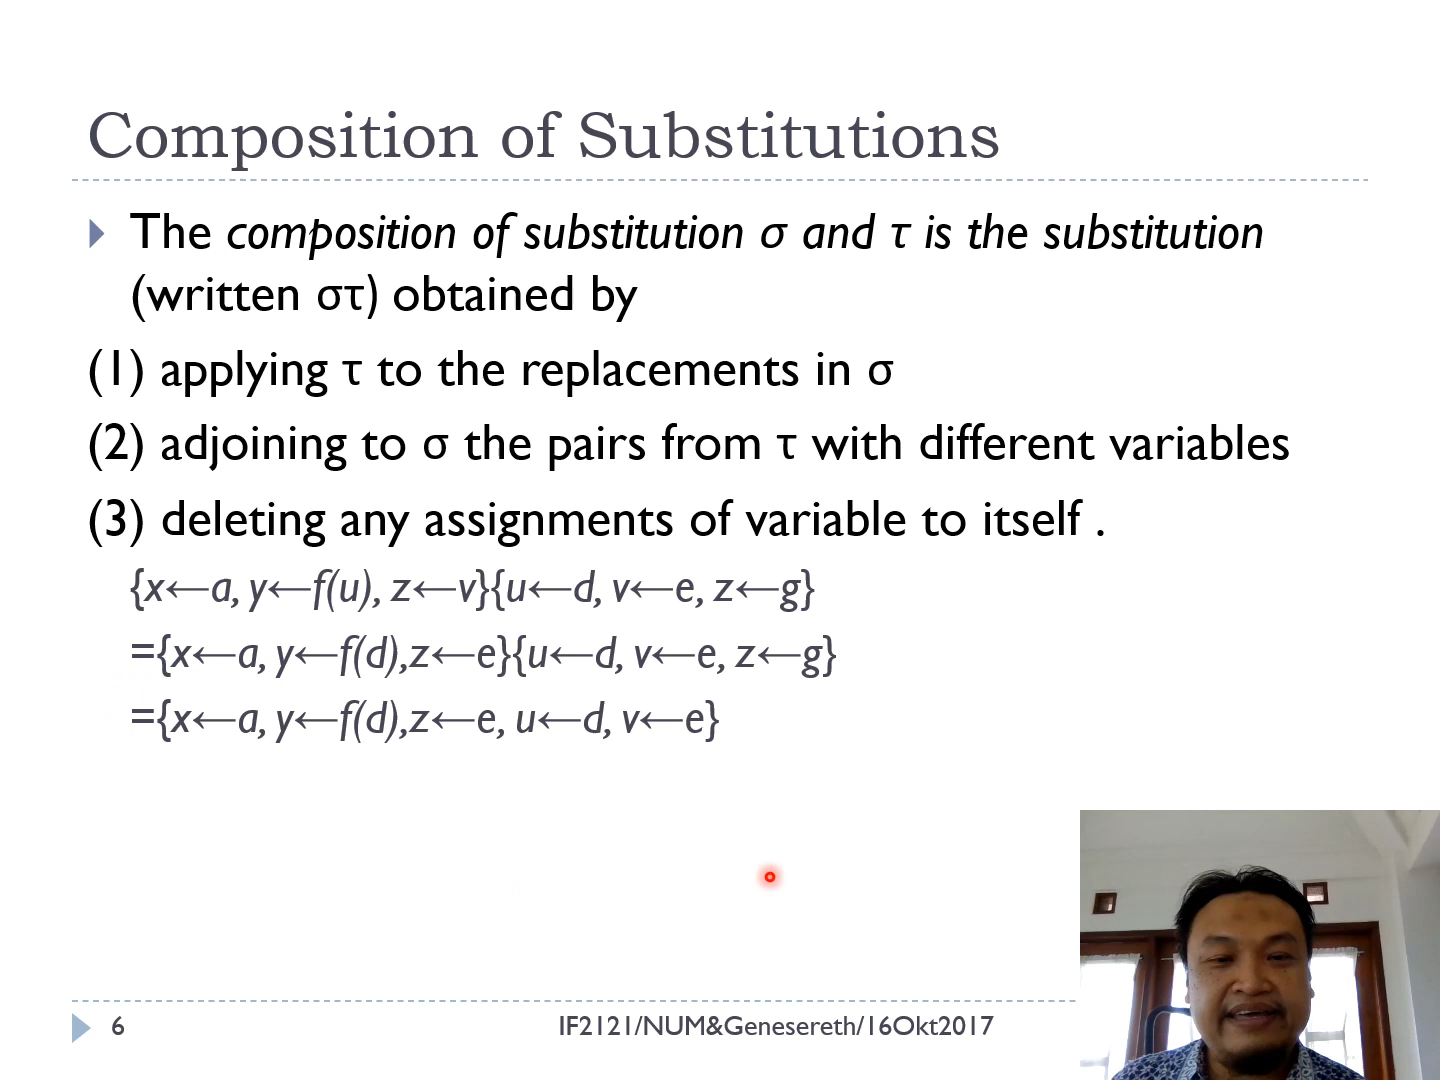 Composition of Substitutions
The composition of substitution σ and τ is the substitution
(written στ) obtained by
(1) applying τ to the replacements in σ
(2) adjoining to σ the pairs from τ with different variables
(3) deleting any assignments of variable to itself .
{x←a, y←f(u), z←v}{u←d, v←e, z←g}
={x←a, y←f(d),z←e}{u←d, v←e, z←g}
={x←a, y←f(d),z←e, u←d, v←e}
6
IF2121/NUM&Genesereth/16Okt2017